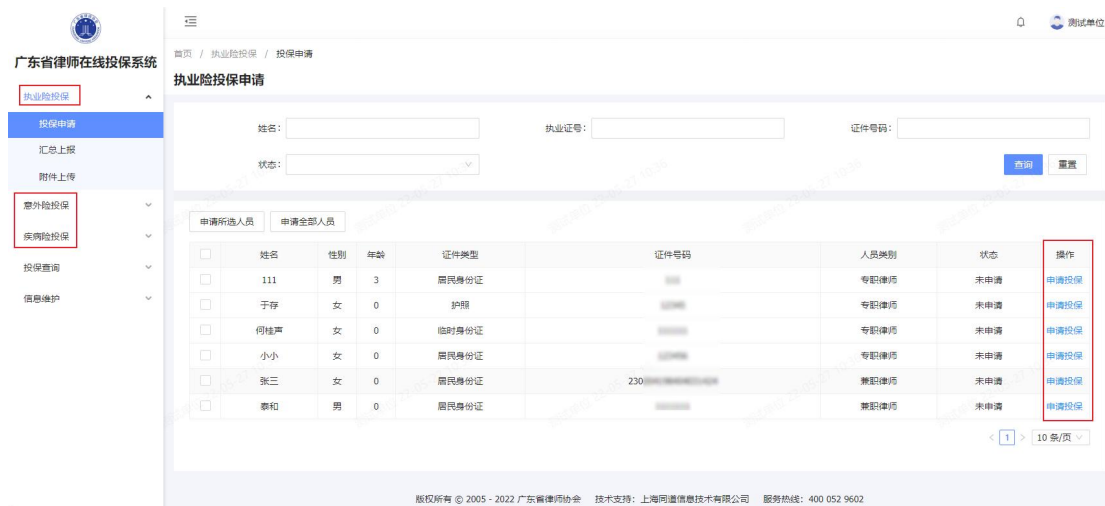 测试单位
广东省律师在线投保系统
首页 / 执业险投保 / 投保申请
执业险投保申请
执业险投保
投保申请
汇总上报
附件上传
意外险投保
疾病险投保
投保查询
信息维护
姓名： 执业证号： 证件号码：
状态： 查询 重置
申请所选人员 申请全部人员
姓名 性别 年龄 证件类型 证件号码 人员类别 状态 操作
111 男 3 居民身份证 专职律师 未申请 申请投保
于存 女 0 护照 专职律师 未申请 申请投保
何桂声 女 0 临时身份证 专职律师 未申请 申请投保
小小 女 0 居民身份证 专职律师 未申请 申请投保
张三 女 0 居民身份证 230 兼职律师 未申请 申请投保
泰和 男 0 居民身份证 兼职律师 未申请 申请投保
< 1 > 10 条/页
版权所有 © 2005 - 2022 广东省律师协会 技术支持：上海同道信息技术有限公司 服务热线：400 052 9602